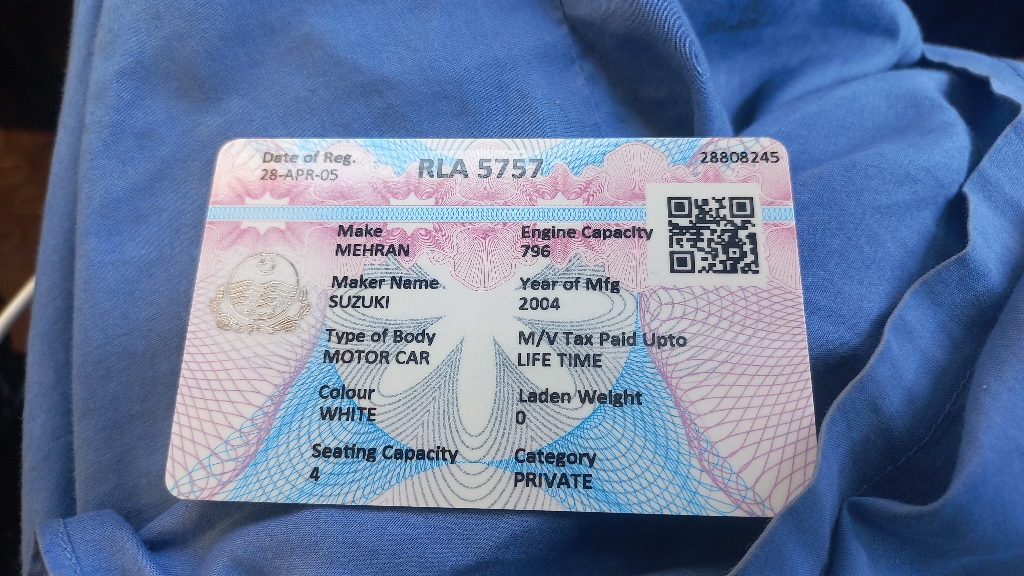 Date of Reg.
28-APR-05
RLA 5757
28808245
Make
MEHRAN
Engine Capacity
796
Maker Name
SUZUKI
Year of Mfg
2004
Type of Body
MOTOR CAR
M/V Tax Paid Upto
LIFE TIME
Colour
WHITE
Laden Weight
0
Seating Capacity
4
Category
PRIVATE